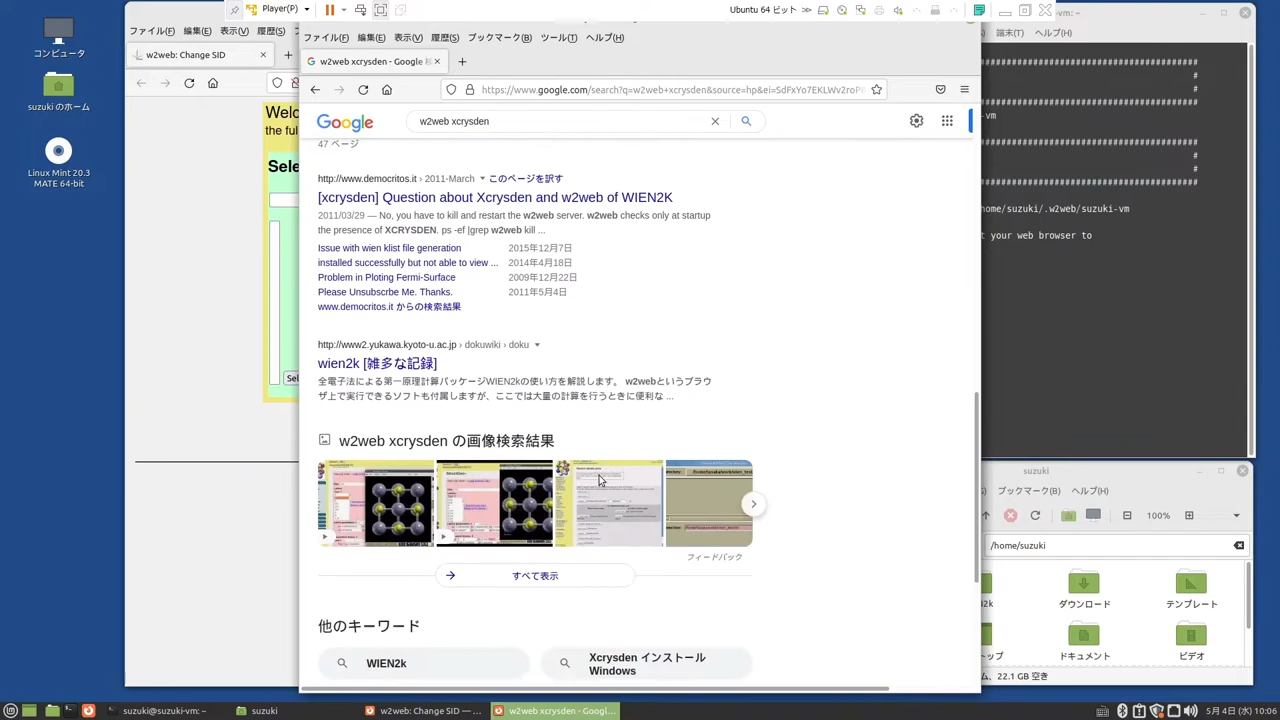 コンピュータ
suzuki のホーム
Linux Mint 20.3
MATE 64-bit
Player(P)
Ubuntu 64 ビット
ファイル(F) 編集(E) 表示(V) 履歴(S)
w2web: Change SID
the ful
Sele
Sel
ファイル(F) 編集(E) 表示(V) 履歴(S) ブックマーク(B) ツール(T) ヘルプ(H)
w2web xcrysden - Google
https://www.google.com/search?q=w2web+xcrysden&source=hp&ei=SdFxYo7EKLWv2roP
Google
w2web xcrysden
47 ページ
http://www.democritos.it › 2011-March このページを訳す
[xcrysden] Question about Xcrysden and w2web of WIEN2K
2011/03/29 — No, you have to kill and restart the w2web server. w2web checks only at startup
the presence of XCRYSDEN. ps -ef |grep w2web kill ...
Issue with wien klist file generation 2015年12月7日
installed successfully but not able to view ... 2014年4月18日
Problem in Ploting Fermi-Surface 2009年12月22日
Please Unsubscrbe Me. Thanks. 2011年5月4日
www.democritos.it からの検索結果
http://www2.yukawa.kyoto-u.ac.jp › dokuwiki › doku
wien2k [雑多な記録]
全電子法による第一原理計算パッケージWIEN2kの使い方を解説します。 w2webというブラウ
ザ上で実行できるソフトも付属しますが、ここでは大量の計算を行うときに便利な ...
w2web xcrysden の画像検索結果
フィードバック
すべて表示
他のキーワード
WIEN2k
Xcrysden インストール
Windows
-vm: ~
端末(T) ヘルプ(H)
##########################################
#
##########################################
-vm
##########################################
#
##########################################
home/suzuki/.w2web/suzuki-vm
t your web browser to
suzuki
ブックマーク(B) ヘルプ(H)
100%
/home/suzuki
ダウンロード
テンプレート
ドキュメント
ビデオ
ム、22.1 GB 空き
suzuki@suzuki-vm: ~
suzuki
w2web: Change SID — ...
w2web xcrysden - Googl...
5月 4日 (水) 10:06